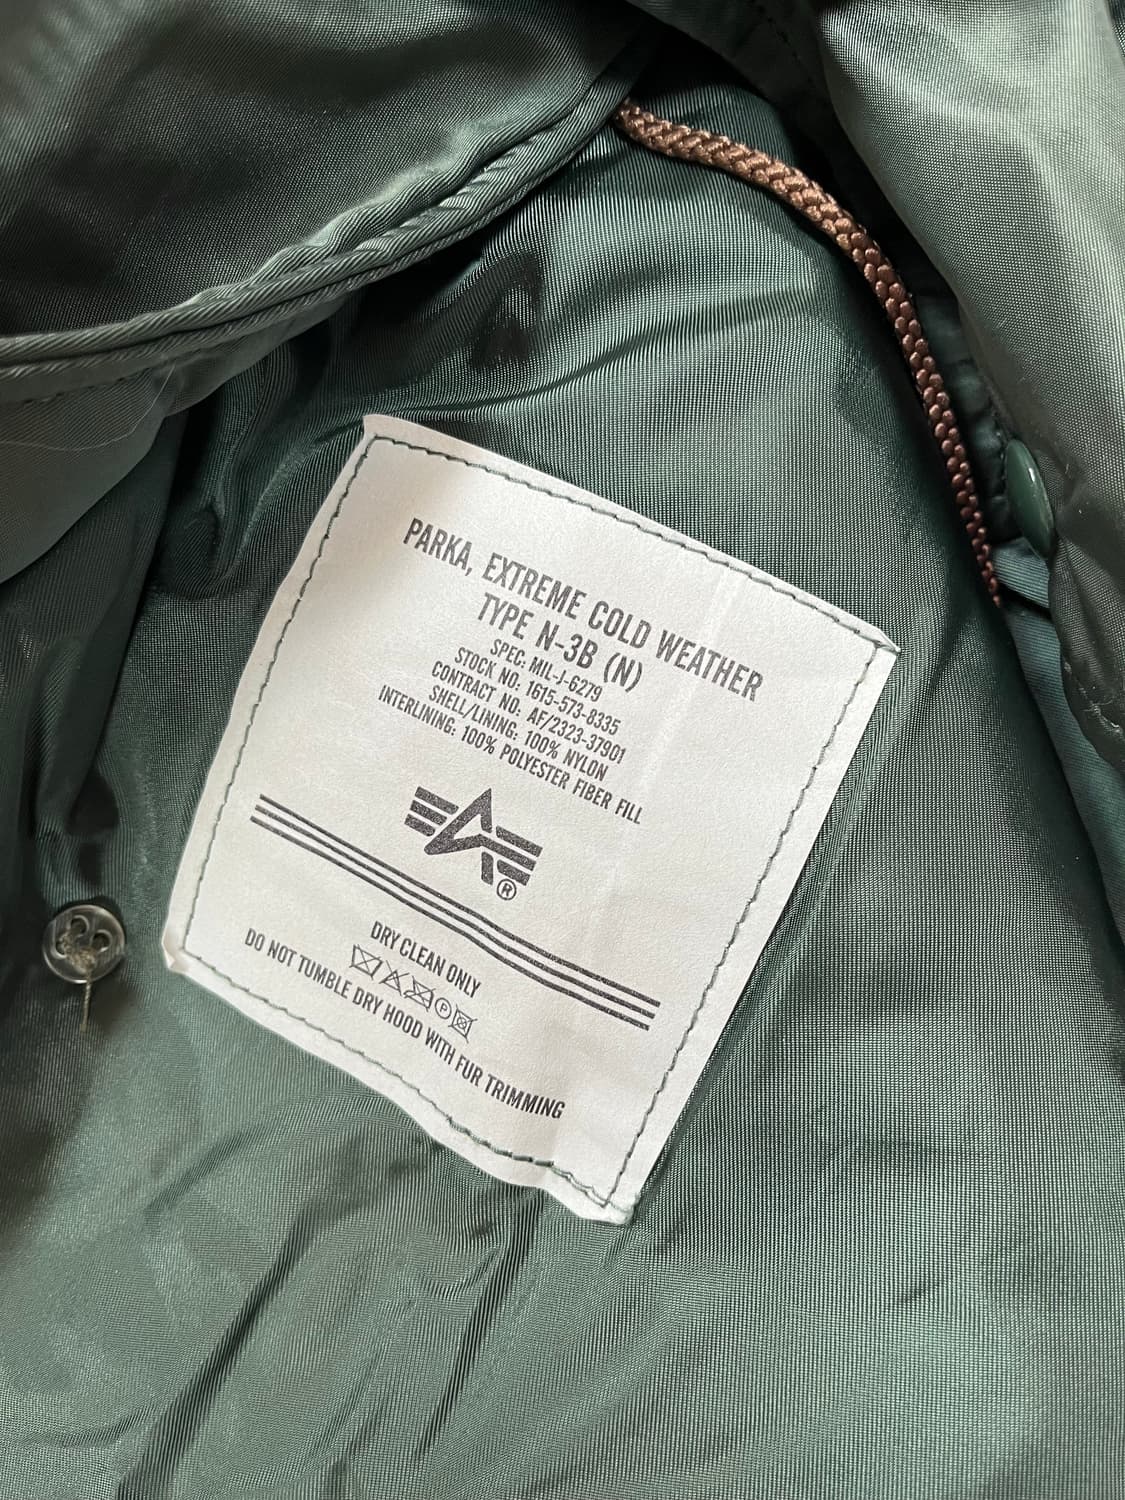 PARKA, EXTREME COLD WEATHER
TYPE N-3B (N)
SPEC: MIL-J-6279
STOCK NO. 1615-573-8335
CONTRACT NO. AF/2323-37901
SHELL/LINING: 100% NYLON
INTERLINING: 100% POLYESTER FIBER FILL
®
DRY CLEAN ONLY
P
DO NOT TUMBLE DRY HOOD WITH FUR TRIMMING